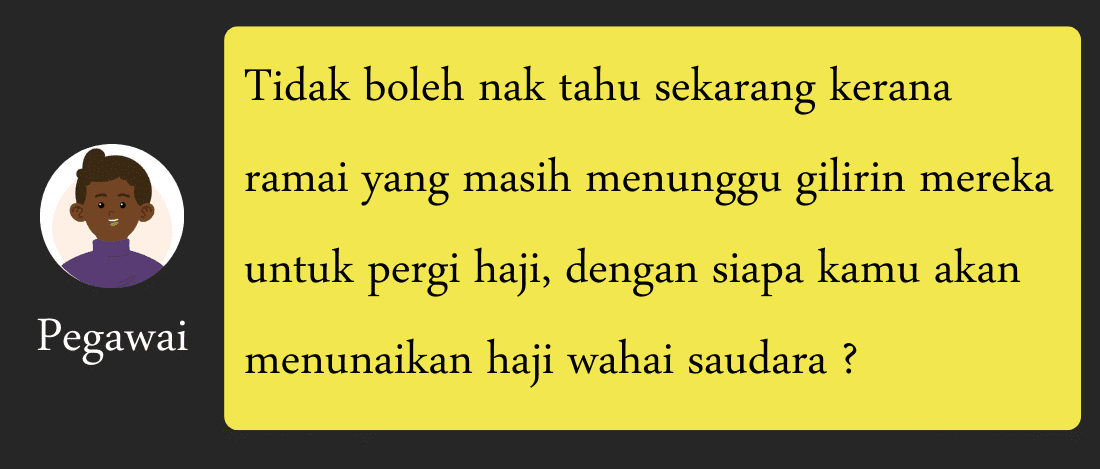 Tidak boleh nak tahu sekarang kerana
ramai yang masih menunggu gilirin mereka
untuk pergi haji, dengan siapa kamu akan
menunaikan haji wahai saudara ?
Pegawai